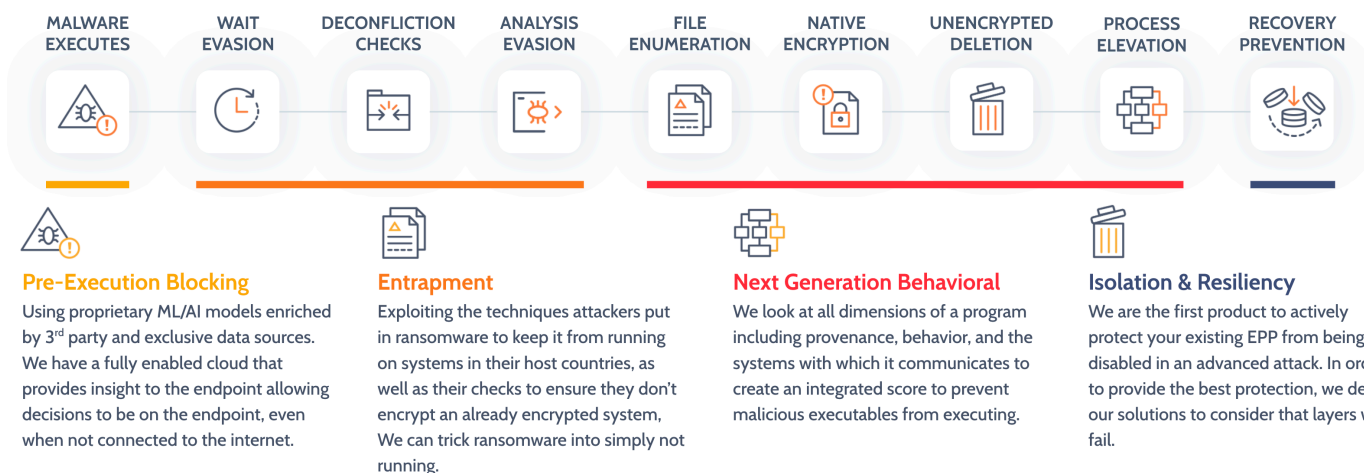 MALWARE
EXECUTES
WAIT
EVASION
DECONFLICTION
CHECKS
ANALYSIS
EVASION
FILE
ENUMERATION
NATIVE
ENCRYPTION
UNENCRYPTED
DELETION
PROCESS
ELEVATION
RECOVERY
PREVENTION
Pre-Execution Blocking
Using proprietary ML/AI models enriched
by 3rd party and exclusive data sources.
We have a fully enabled cloud that
provides insight to the endpoint allowing
decisions to be on the endpoint, even
when not connected to the internet.
Entrapment
Exploiting the techniques attackers put
in ransomware to keep it from running
on systems in their host countries, as
well as their checks to ensure they don't
encrypt an already encrypted system,
We can trick ransomware into simply not
running.
Next Generation Behavioral
We look at all dimensions of a program
including provenance, behavior, and the
systems with which it communicates to
create an integrated score to prevent
malicious executables from executing.
Isolation & Resiliency
We are the first product to actively
protect your existing EPP from being
disabled in an advanced attack. In
to provide the best protection, we
our solutions to consider that layers
fail.